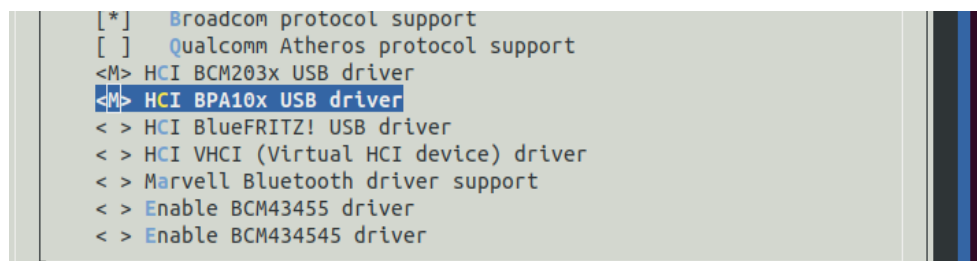 [*] Broadcom protocol support
[ ] Qualcomm Atheros protocol support
<M> HCI BCM203x USB driver
<M> HCI BPA10x USB driver
< > HCI BlueFRITZ! USB driver
< > HCI VHCI (Virtual HCI device) driver
< > Marvell Bluetooth driver support
< > Enable BCM43455 driver
< > Enable BCM434545 driver